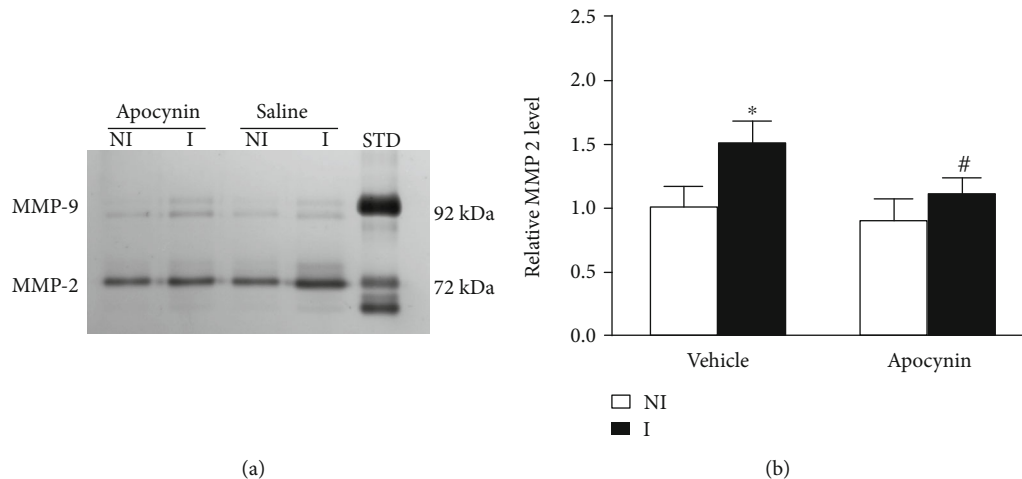 Apocynin Saline
NI I NI I STD
MMP-9 92 kDa
MMP-2 72 kDa
(a)
Relative MMP 2 level
2.5
2.0
1.5
1.0
0.5
0.0
*
#
Vehicle Apocynin
NI
I
(b)